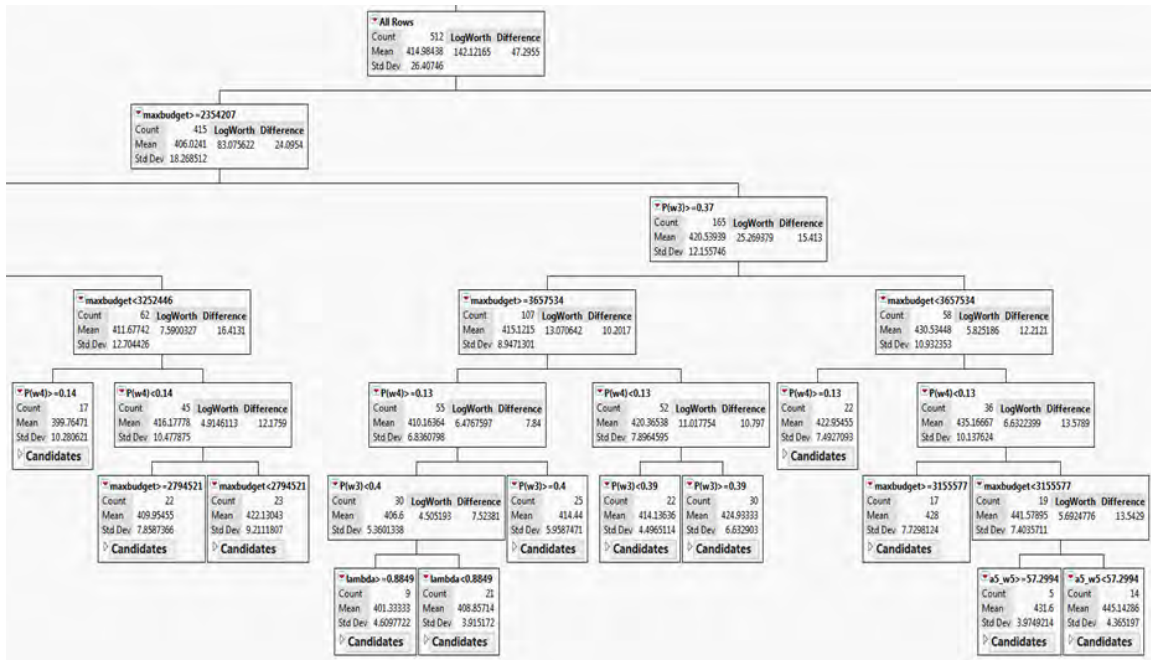 All Rows
Count 512 LogWorth Difference
Mean 414.98438 142.12165 47.2955
Std Dev 26.40746
maxbudget>=2354207
Count 415 LogWorth Difference
Mean 406.0241 83.075622 24.0954
Std Dev 18.268512
P(w3)>=0.37
Count 165 LogWorth Difference
Mean 420.53939 25.269379 15.413
Std Dev 12.155746
maxbudget<3252446
Count 62 LogWorth Difference
Mean 411.67742 7.5900327 16.4131
Std Dev 12.704426
maxbudget>=3657534
Count 107 LogWorth Difference
Mean 415.1215 13.070642 10.2017
Std Dev 8.9471301
maxbudget<3657534
Count 58 LogWorth Difference
Mean 430.53448 5.825186 12.2121
Std Dev 10.932353
P(w4)>=0.14
Count 17
Mean 399.76471
Std Dev 10.280621
Candidates
P(w4)<0.14
Count 45 LogWorth Difference
Mean 416.17778 4.9146113 12.1759
Std Dev 10.477875
P(w4)>=0.13
Count 55 LogWorth Difference
Mean 410.16364 6.4767597 7.84
Std Dev 6.8360798
P(w4)<0.13
Count 52 LogWorth Difference
Mean 420.36538 11.017754 10.797
Std Dev 7.8964595
P(w4)>=0.13
Count 22
Mean 422.95455
Std Dev 7.4927093
Candidates
P(w4)<0.13
Count 36 LogWorth Difference
Mean 435.16667 6.6322399 13.5789
Std Dev 10.137624
maxbudget>=2794521
Count 22
Mean 409.95455
Std Dev 7.8587366
Candidates
maxbudget<2794521
Count 23
Mean 422.13043
Std Dev 9.2111807
Candidates
P(w3)<0.4
Count 30 LogWorth Difference
Mean 406.6 4.505193 7.52381
Std Dev 5.3601338
P(w3)>=0.4
Count 25
Mean 414.44
Std Dev 5.9587471
Candidates
P(w3)<0.39
Count 22
Mean 414.13636
Std Dev 4.4965114
Candidates
P(w3)>=0.39
Count 30
Mean 424.93333
Std Dev 6.632903
Candidates
maxbudget>=3155577
Count 17
Mean 428
Std Dev 7.7298124
Candidates
maxbudget<3155577
Count 19 LogWorth Difference
Mean 441.57895 5.6924776 13.5429
Std Dev 7.4035711
lambda>=0.8849
Count 9
Mean 401.33333
Std Dev 4.6097722
Candidates
lambda<0.8849
Count 21
Mean 408.85714
Std Dev 3.915172
Candidates
a5_w5>=57.2994
Count 5
Mean 431.6
Std Dev 3.9749214
Candidates
a5_w5<57.2994
Count 14
Mean 445.14286
Std Dev 4.365197
Candidates